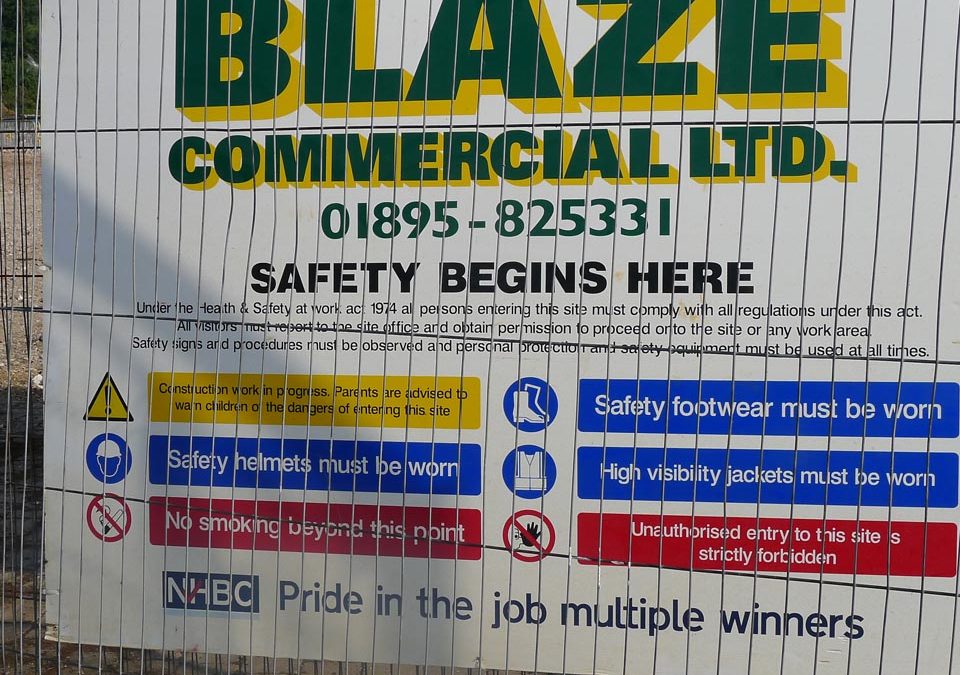 BLAZE
COMMERCIAL LTD.
01895-825331
SAFETY BEGINS HERE
Under the Health & Safety at work act 1974 all persons entering this site must comply with all regulations under this act.
All visitors must report to the site office and obtain permission to proceed onto the site or any work area.
Safety signs and procedures must be observed and personal protection and safety equipment must be used at all times.
Construction work in progress. Parents are advised to
warn children of the dangers of entering this site
Safety footwear must be worn
Safety helmets must be worn
High visibility jackets must be worn
No smoking beyond this point
Unauthorised entry to this site is
strictly forbidden
NHBC Pride in the job multiple winners